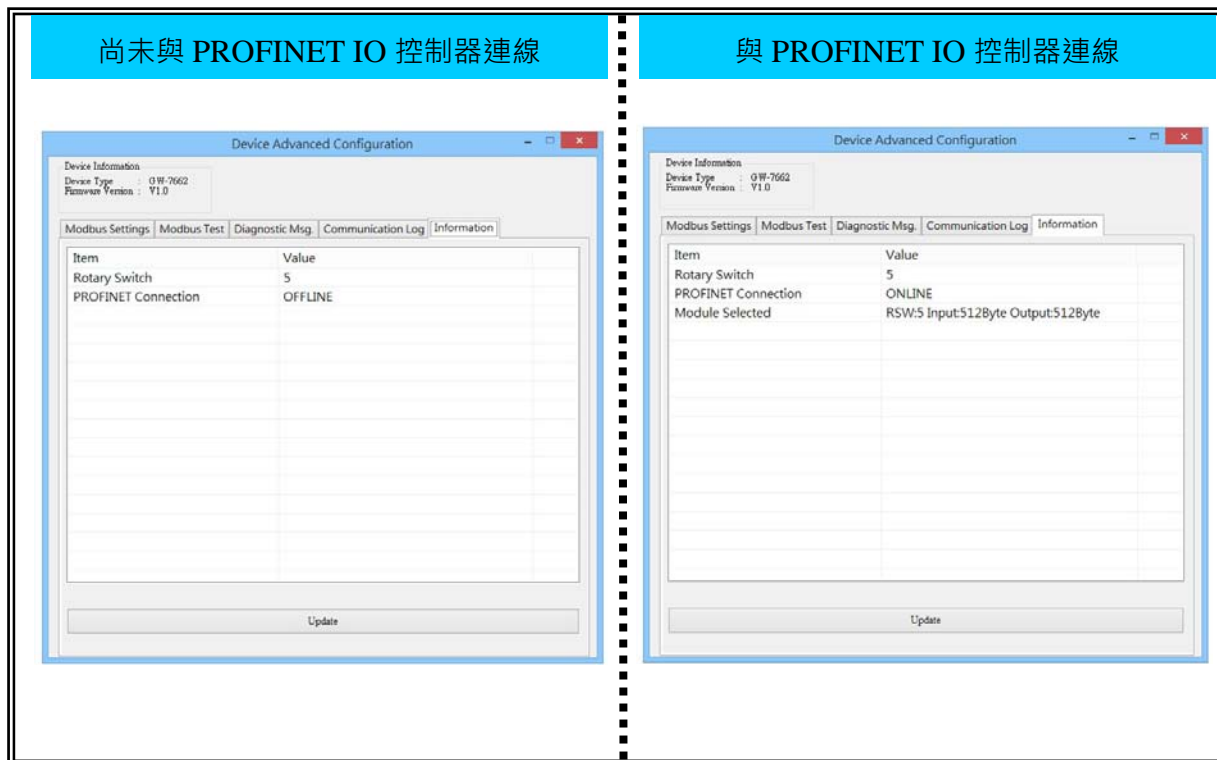 尚未與 PROFINET IO 控制器連線
Device Advanced Configuration
Device Information
Device Type : GW-7662
Firmware Version : V1.0
Modbus Settings Modbus Test Diagnostic Msg. Communication Log Information
Item Value
Rotary Switch 5
PROFINET Connection OFFLINE
Update
與 PROFINET IO 控制器連線
Device Advanced Configuration
Device Information
Device Type : GW-7662
Firmware Version : V1.0
Modbus Settings Modbus Test Diagnostic Msg. Communication Log Information
Item Value
Rotary Switch 5
PROFINET Connection ONLINE
Module Selected RSW:5 Input:512Byte Output:512Byte
Update